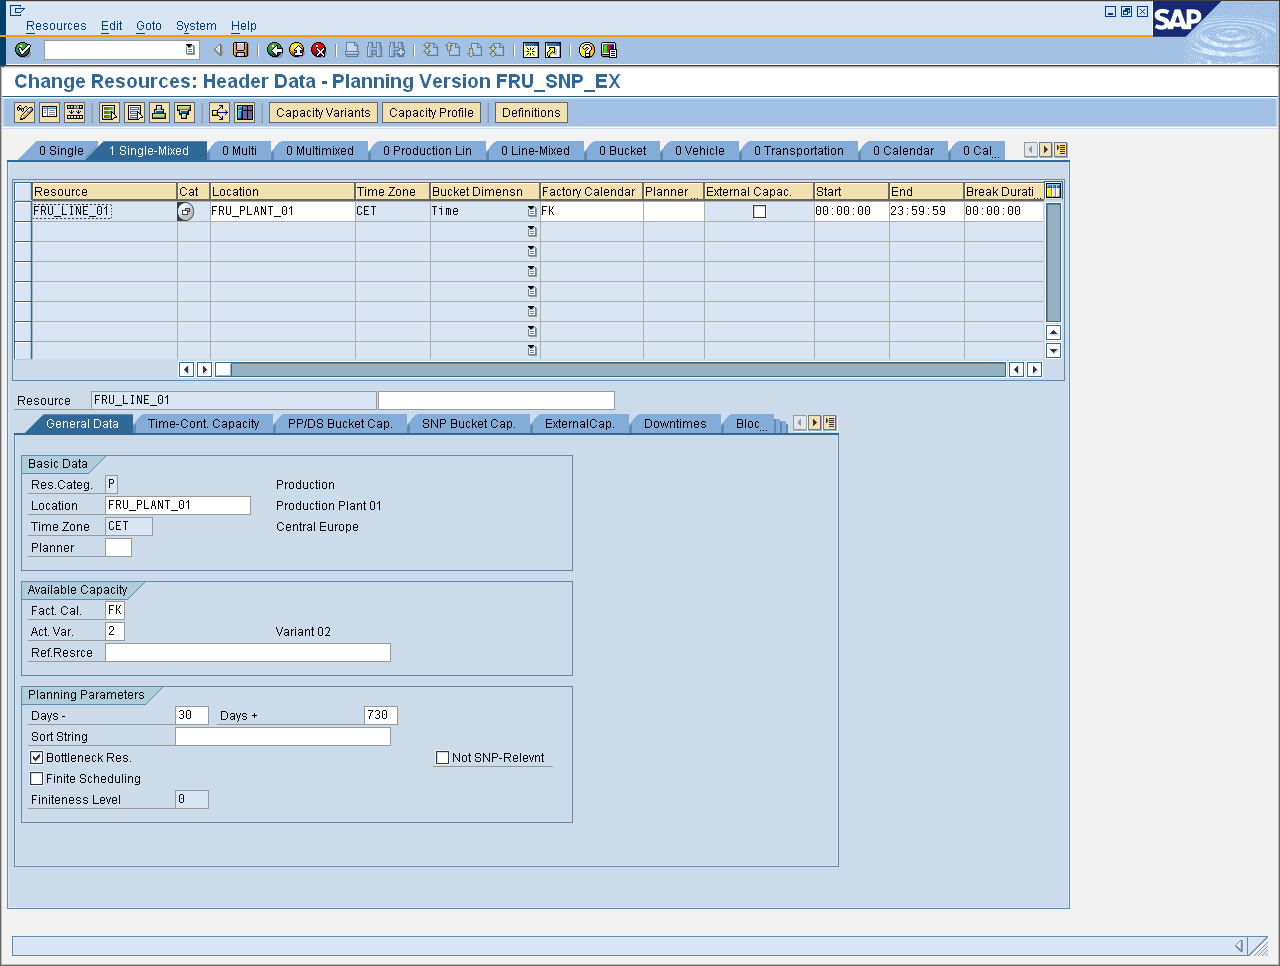 Resources Edit Goto System Help
SAP
Change Resources: Header Data - Planning Version FRU_SNP_EX
Capacity Variants Capacity Profile Definitions
0 Single 1 Single-Mixed 0 Multi 0 Multimixed 0 Production Lin 0 Line-Mixed 0 Bucket 0 Vehicle 0 Transportation 0 Calendar 0 Cal...
Resource Cat Location Time Zone Bucket Dimensn Factory Calendar Planner ... External Capac. Start End Break Durati...
FRU_LINE_01 FRU_PLANT_01 CET Time FK 00:00:00 23:59:59 00:00:00
Resource FRU_LINE_01
General Data Time-Cont. Capacity PP/DS Bucket Cap. SNP Bucket Cap. ExternalCap. Downtimes Bloc...
Basic Data
Res.Categ. P Production
Location FRU_PLANT_01 Production Plant 01
Time Zone CET Central Europe
Planner
Available Capacity
Fact. Cal. FK
Act. Var. 2 Variant 02
Ref.Resrce
Planning Parameters
Days - 30 Days + 730
Sort String
Bottleneck Res. Not SNP-Relevnt
Finite Scheduling
Finiteness Level 0